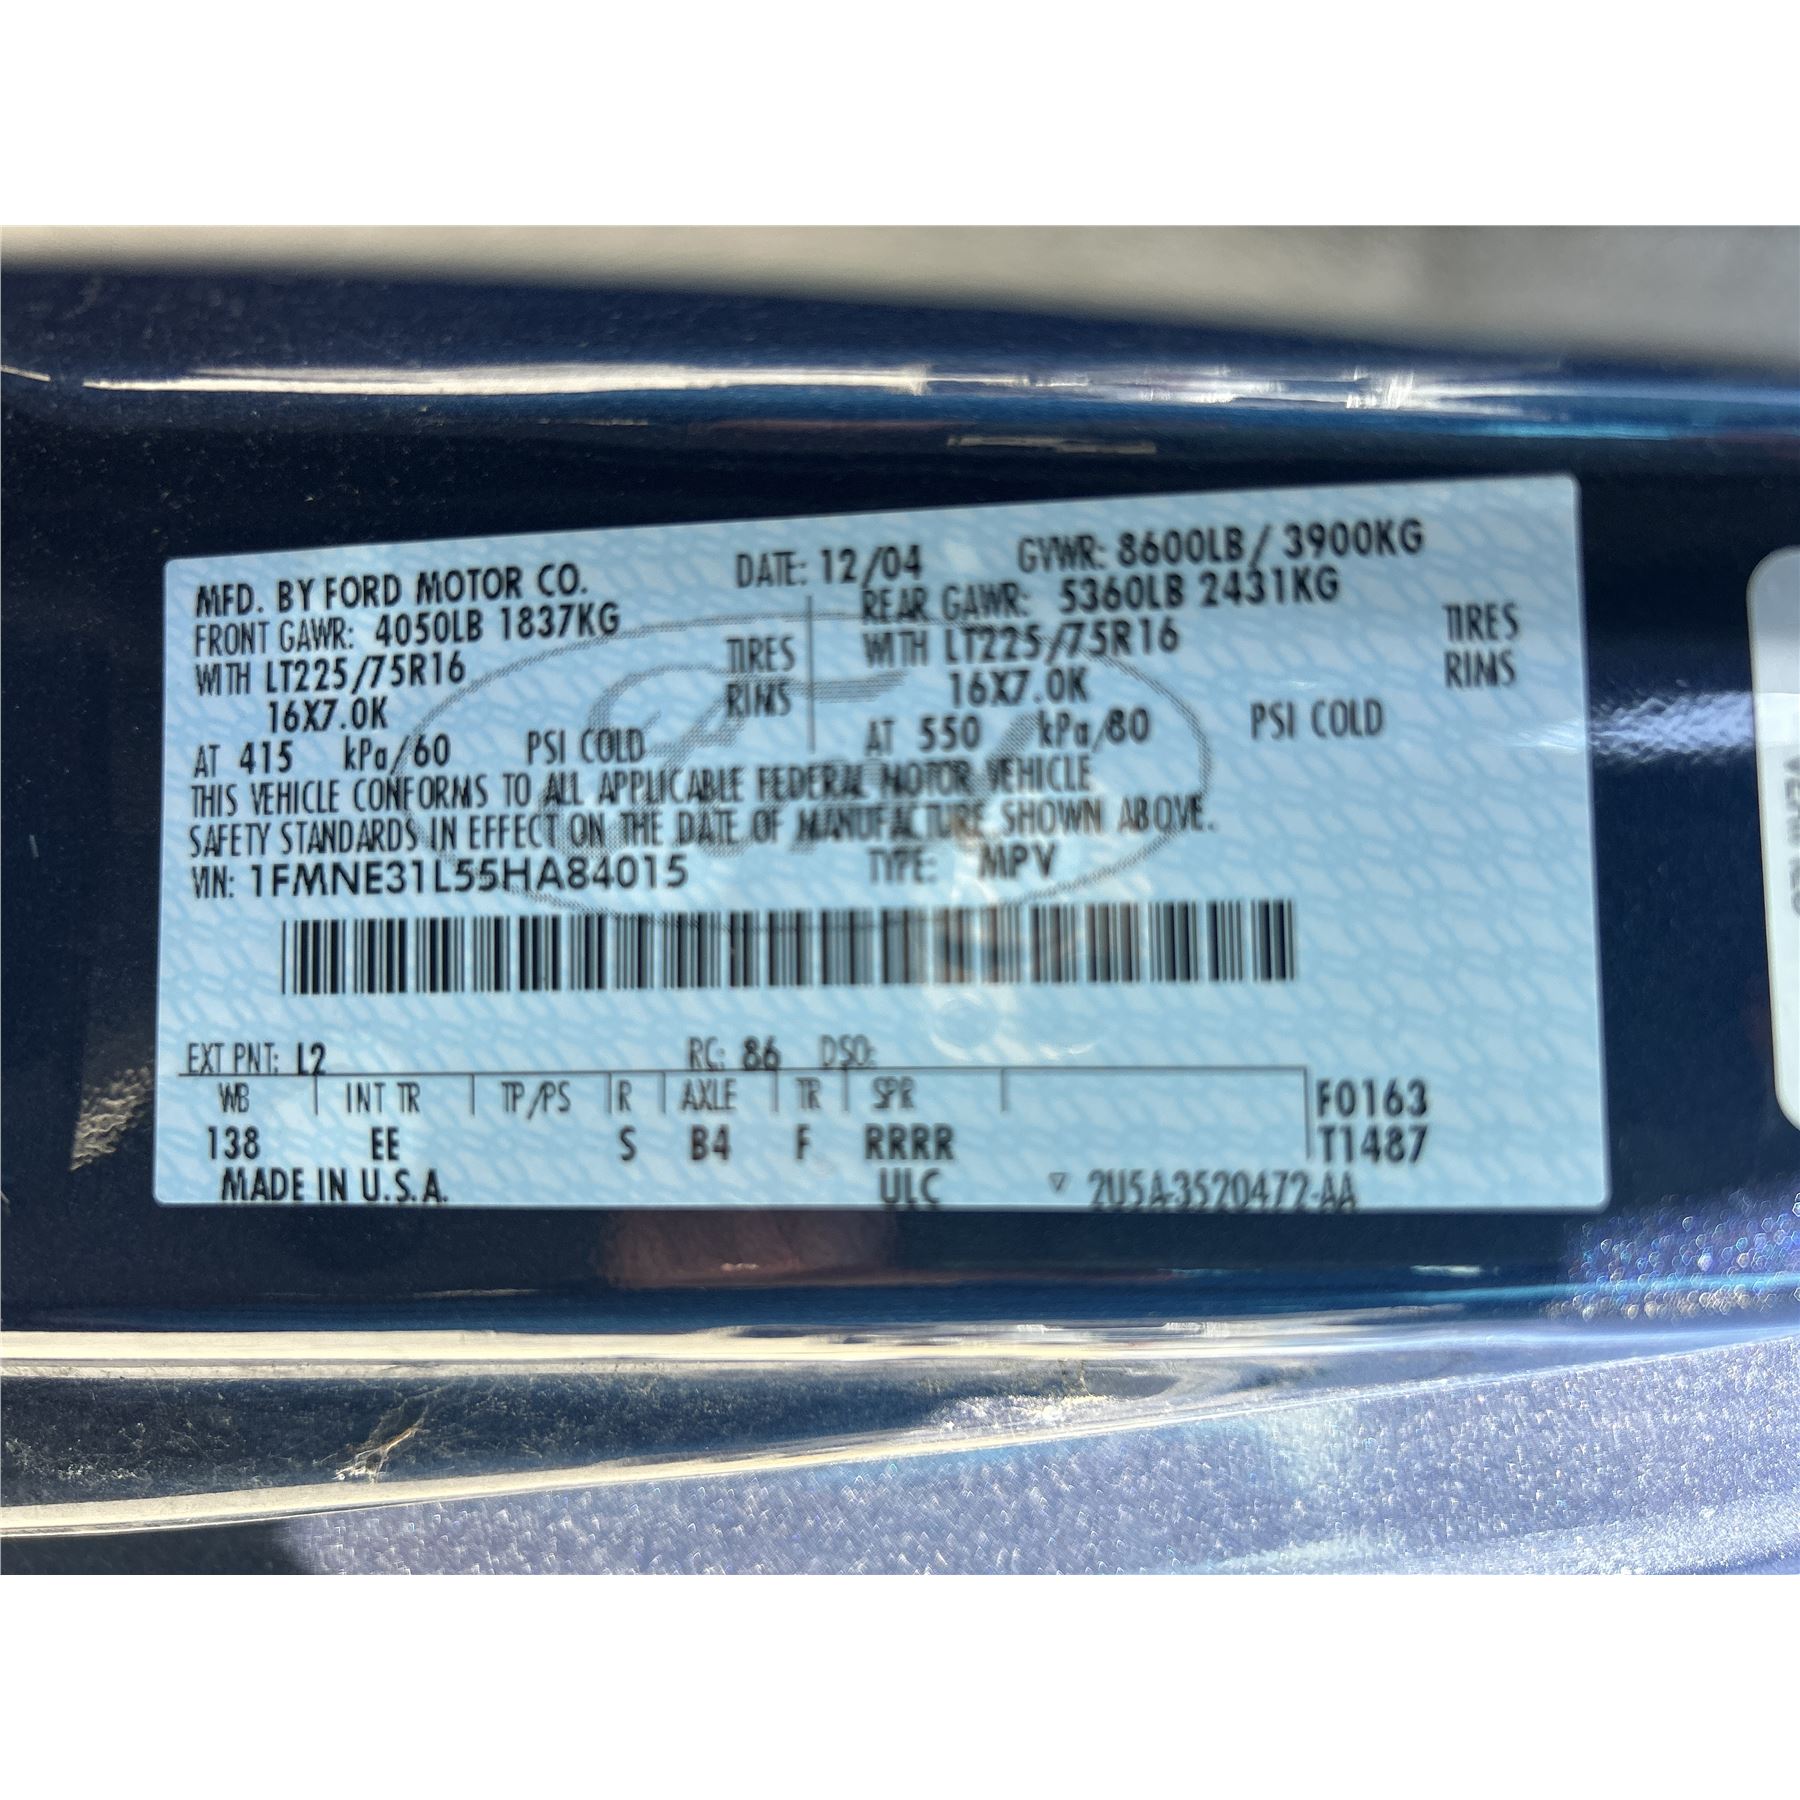 MFD. BY FORD MOTOR CO. DATE: 12/04 GVWR: 8600LB/ 3900KG
FRONT GAWR: 4050LB 1837KG REAR GAWR: 5360LB 2431KG
WITH LT225/75R16 TIRES WITH LT225/75R16 TIRES
16X7.0K RIMS 16X7.0K RIMS
AT 415 kPa/60 PSI COLD AT 550 kPa/80 PSI COLD
THIS VEHICLE CONFORMS TO ALL APPLICABLE FEDERAL MOTOR VEHICLE
SAFETY STANDARDS IN EFFECT ON THE DATE OF MANUFACTURE SHOWN ABOVE.
VIN: 1FMNE31L55HA84015 TYPE: MPV
EXT PNT: L2 RC: 86 DSO:
WB INT TR TP/PS R AXLE TR SPR F0163
138 EE S B4 F RRRR T1487
MADE IN U.S.A. ULC ▽ 2U5A-3520472-AA